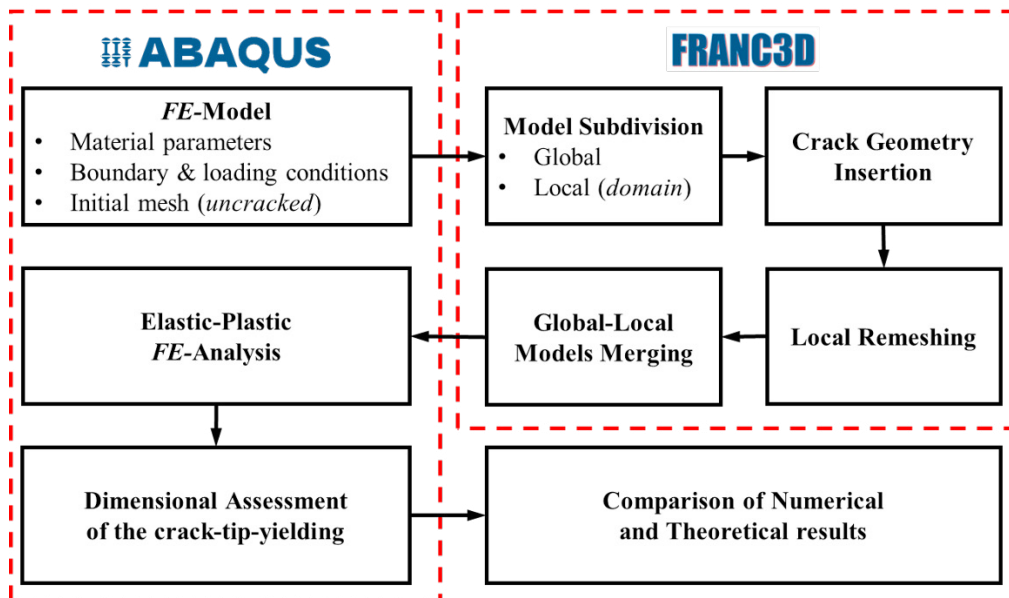 ABAQUS
FRANC3D
FE-Model
• Material parameters
• Boundary & loading conditions
• Initial mesh (uncracked)
Model Subdivision
• Global
• Local (domain)
Crack Geometry
Insertion
Elastic-Plastic
FE-Analysis
Global-Local
Models Merging
Local Remeshing
Dimensional Assessment
of the crack-tip-yielding
Comparison of Numerical
and Theoretical results